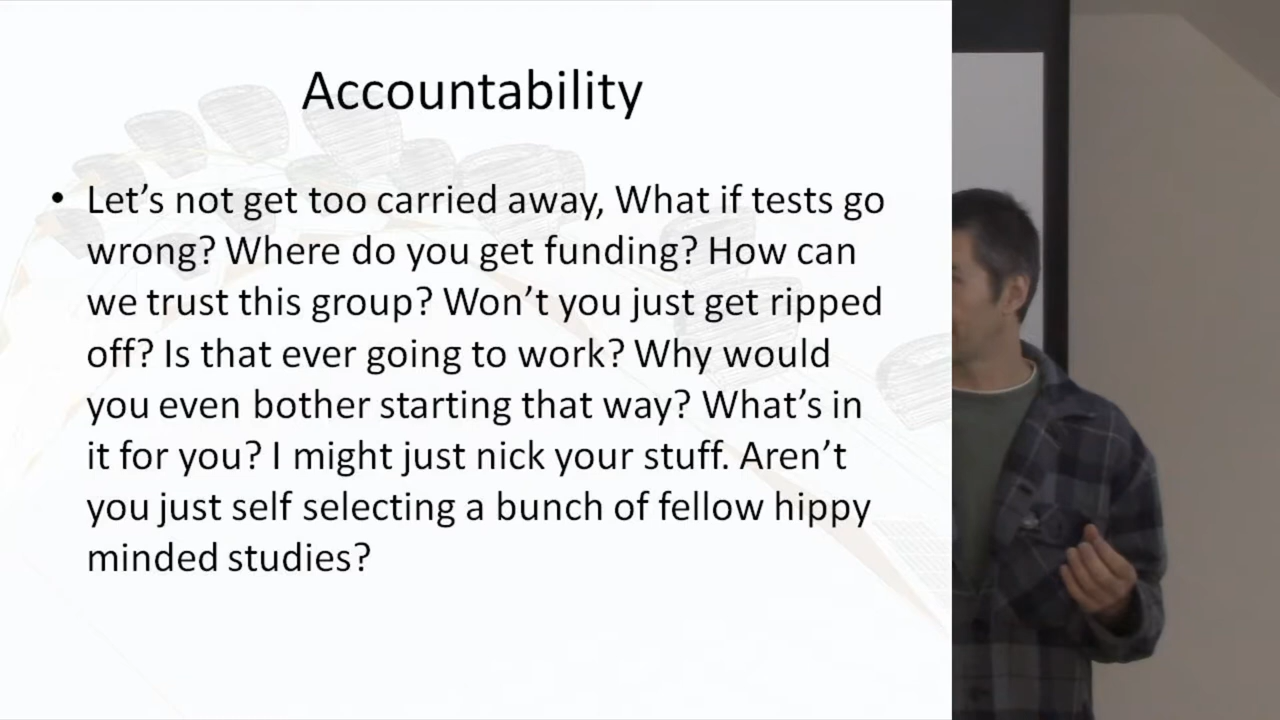 Accountability
• Let's not get too carried away, What if tests go
wrong? Where do you get funding? How can
we trust this group? Won't you just get ripped
off? Is that ever going to work? Why would
you even bother starting that way? What's in
it for you? I might just nick your stuff. Aren't
you just self selecting a bunch of fellow hippy
minded studies?